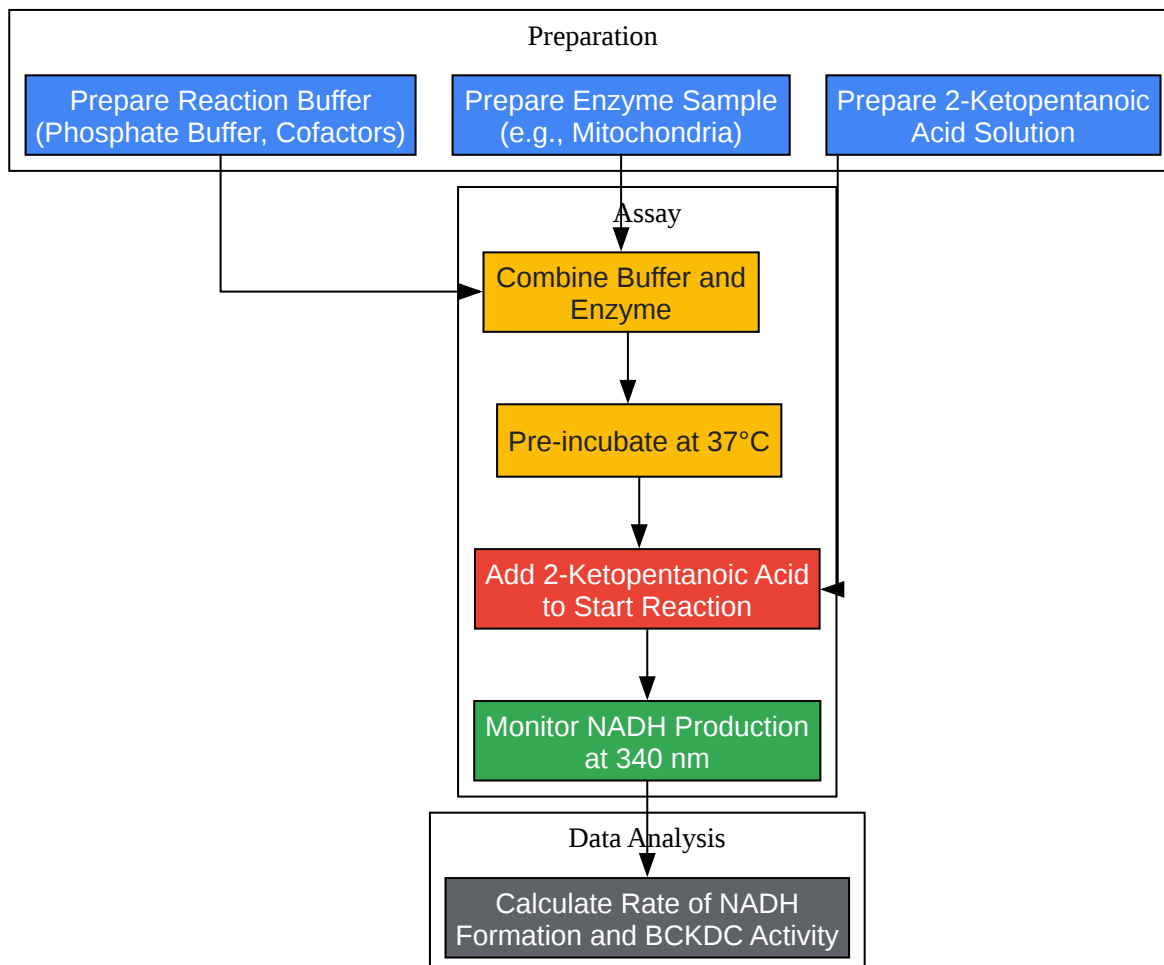 Preparation
Prepare Reaction Buffer
(Phosphate Buffer, Cofactors)
Prepare Enzyme Sample
(e.g., Mitochondria)
Prepare 2-Ketopentanoic
Acid Solution
Assay
Combine Buffer and
Enzyme
Pre-incubate at 37°C
Add 2-Ketopentanoic Acid
to Start Reaction
Monitor NADH Production
at 340 nm
Data Analysis
Calculate Rate of NADH
Formation and BCKDC Activity